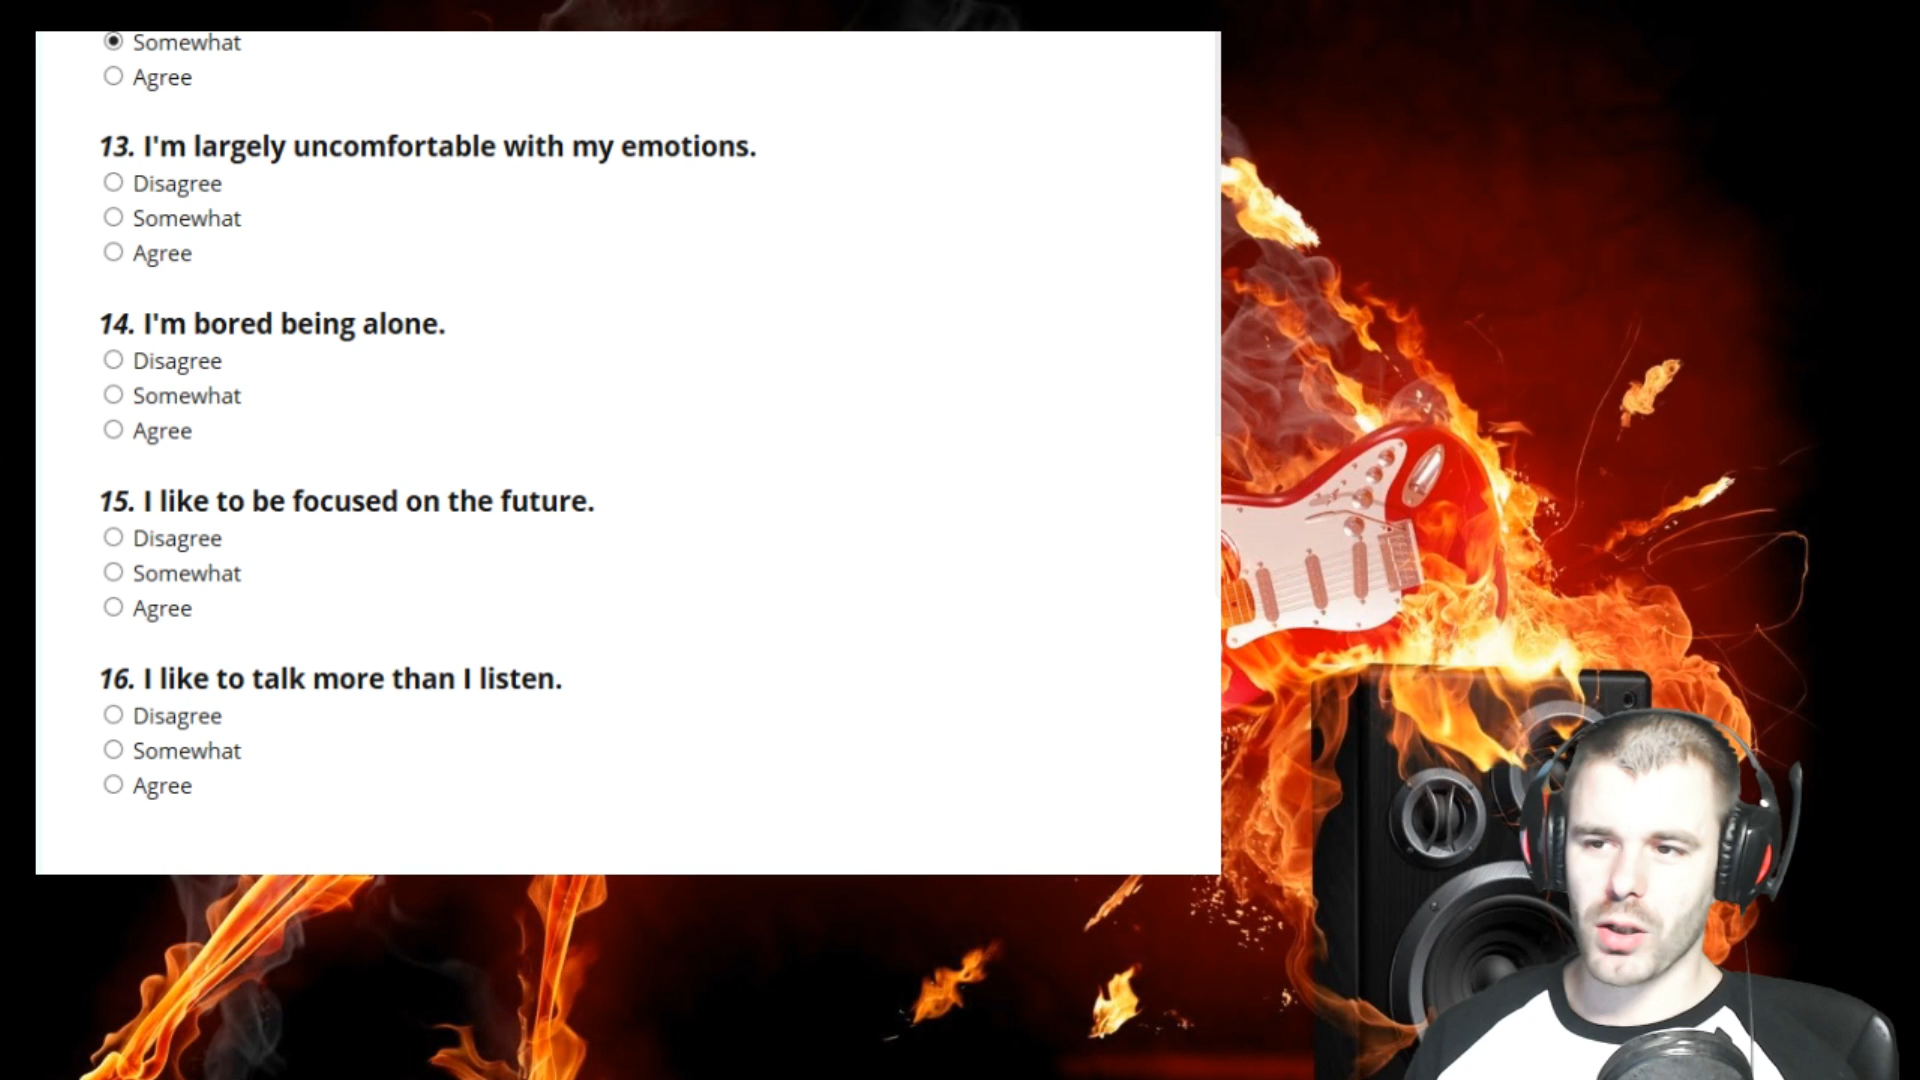 Somewhat
Agree
13. I'm largely uncomfortable with my emotions.
Disagree
Somewhat
Agree
14. I'm bored being alone.
Disagree
Somewhat
Agree
15. I like to be focused on the future.
Disagree
Somewhat
Agree
16. I like to talk more than I listen.
Disagree
Somewhat
Agree